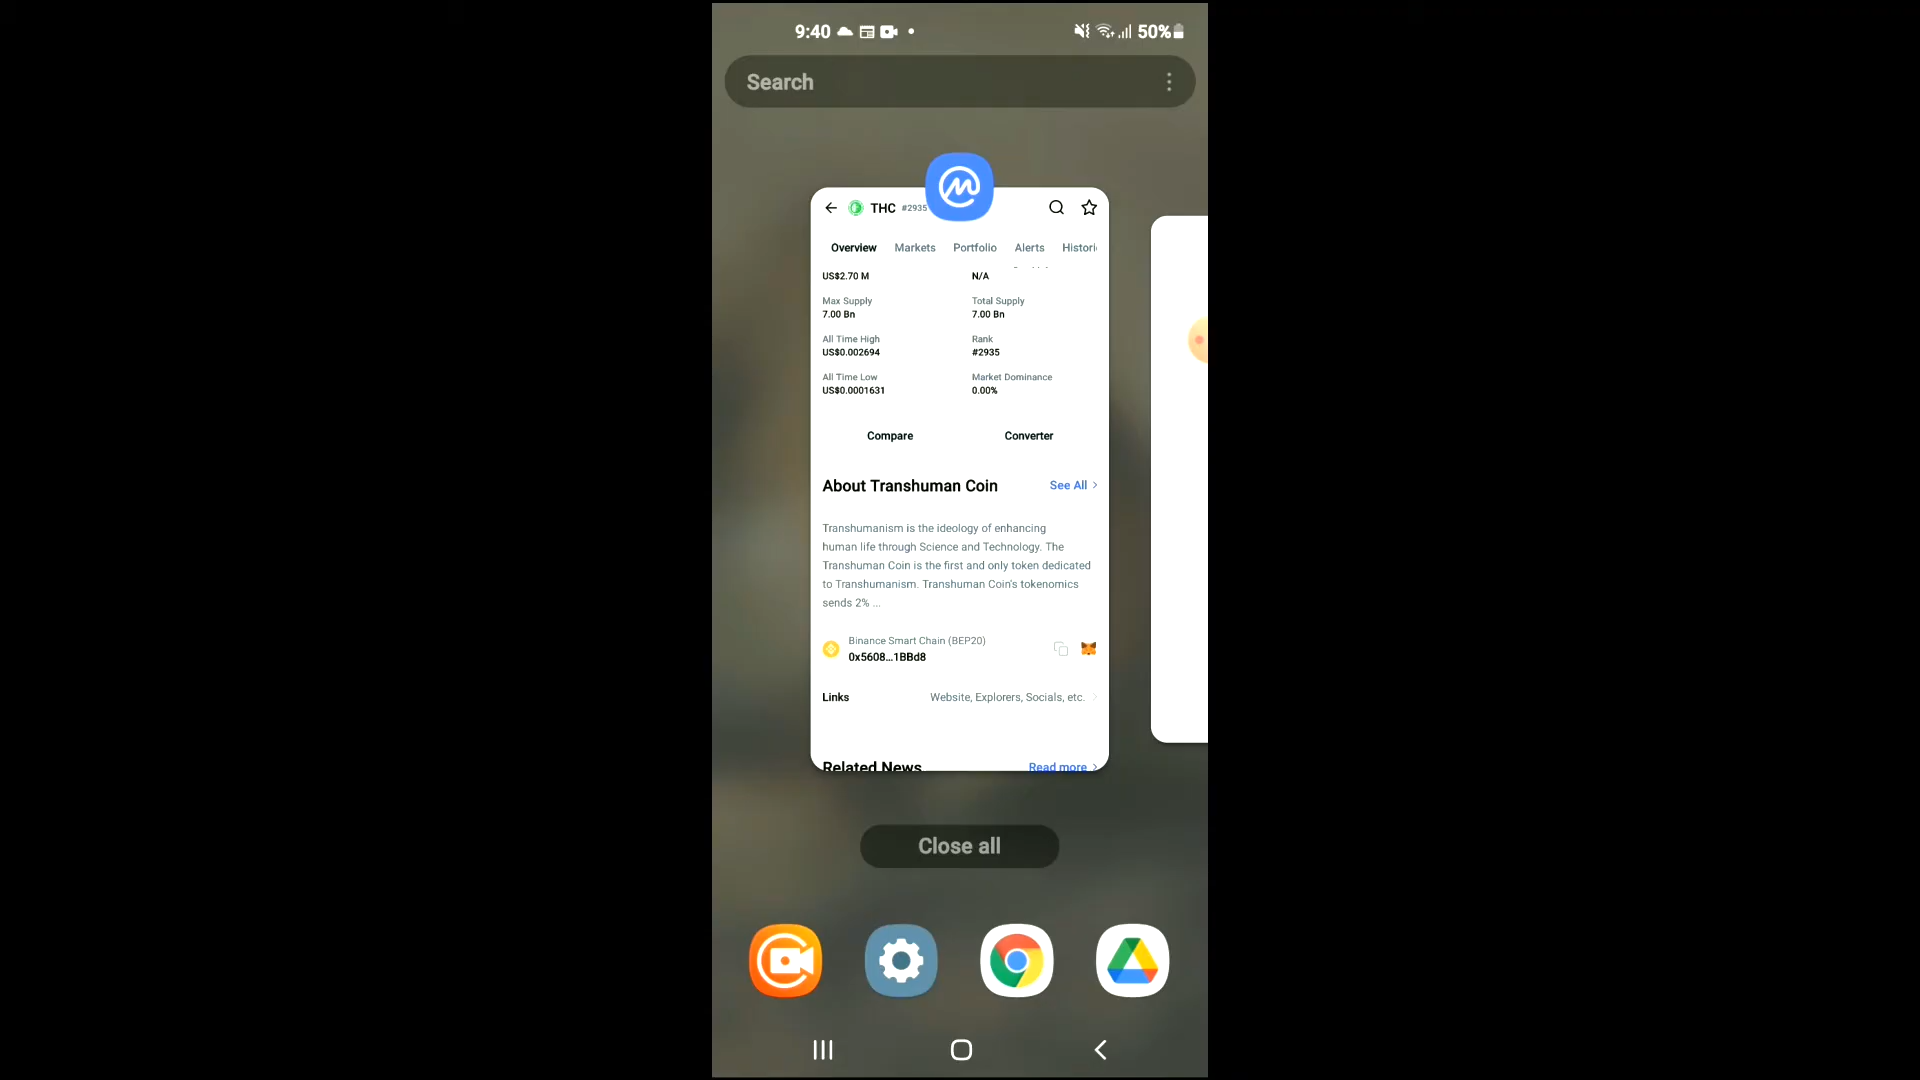 9:40
50%
Search
THC #2935
Overview Markets Portfolio Alerts Histori
US$2.70 M N/A
Max Supply Total Supply
7.00 Bn 7.00 Bn
All Time High Rank
US$0.002694 #2935
All Time Low Market Dominance
US$0.0001631 0.00%
Compare Converter
About Transhuman Coin See All >
Transhumanism is the ideology of enhancing
human life through Science and Technology. The
Transhuman Coin is the first and only token dedicated
to Transhumanism. Transhuman Coin's tokenomics
sends 2% ...
Binance Smart Chain (BEP20)
0x5608...1BBd8
Links Website, Explorers, Socials, etc. >
Related News Read more >
Close all